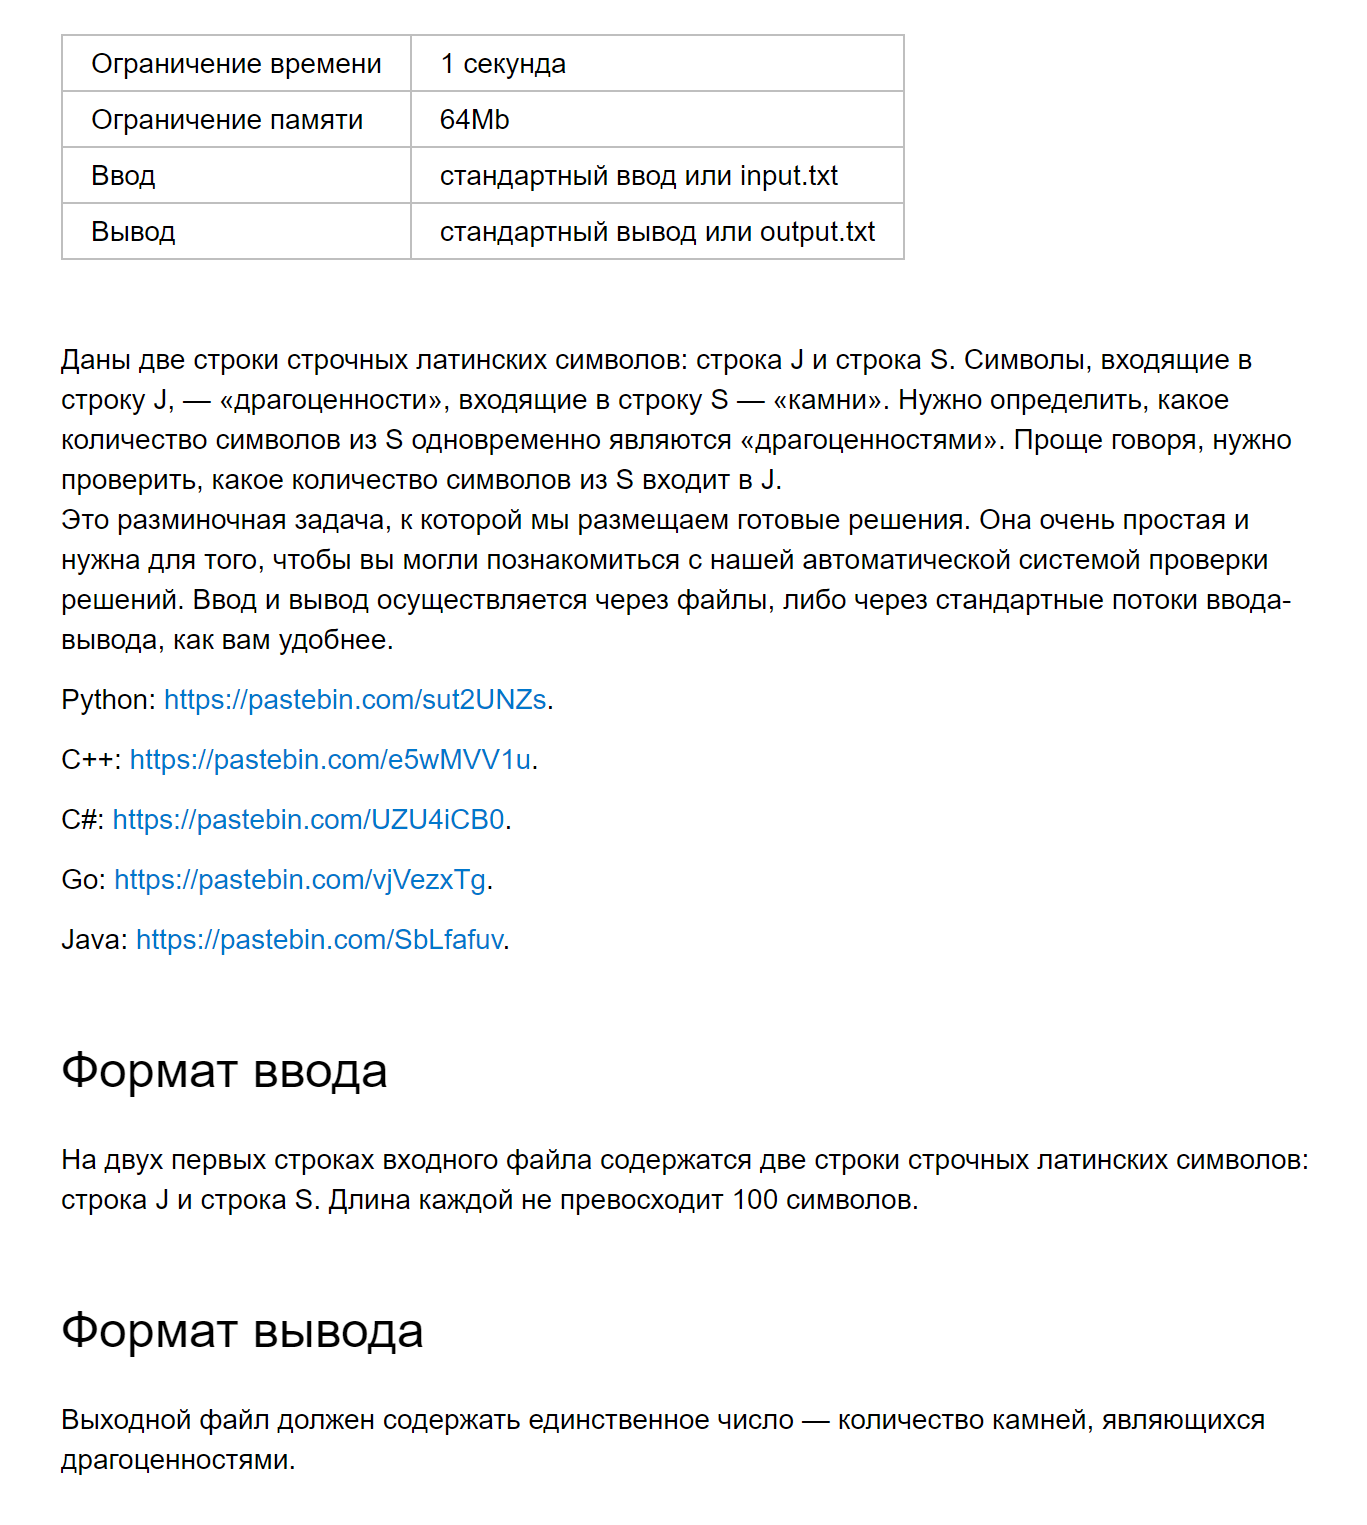 Ограничение времени 1 секунда
Ограничение памяти 64Mb
Ввод стандартный ввод или input.txt
Вывод стандартный вывод или output.txt
Даны две строки строчных латинских символов: строка J и строка S. Символы, входящие в
строку J, — «драгоценности», входящие в строку S — «камни». Нужно определить, какое
количество символов из S одновременно являются «драгоценностями». Проще говоря, нужно
проверить, какое количество символов из S входит в J.
Это разминочная задача, к которой мы размещаем готовые решения. Она очень простая и
нужна для того, чтобы вы могли познакомиться с нашей автоматической системой проверки
решений. Ввод и вывод осуществляется через файлы, либо через стандартные потоки ввода-
вывода, как вам удобнее.
Python: https://pastebin.com/sut2UNZs.
C++: https://pastebin.com/e5wMVV1u.
C#: https://pastebin.com/UZU4iCB0.
Go: https://pastebin.com/vjVezxTg.
Java: https://pastebin.com/SbLfafuv.
Формат ввода
На двух первых строках входного файла содержатся две строки строчных латинских символов:
строка J и строка S. Длина каждой не превосходит 100 символов.
Формат вывода
Выходной файл должен содержать единственное число — количество камней, являющихся
драгоценностями.